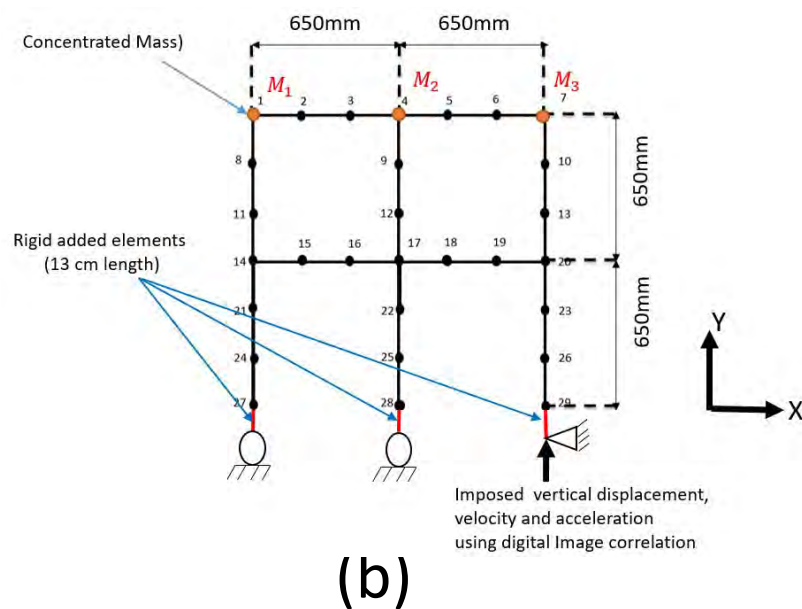 650mm 650mm
Concentrated Mass)
M₁ M₂ M₃
1 2 3 4 5 6 7
8 9 10
650mm
11 12 13
Rigid added elements
(13 cm length)
14 15 16 17 18 19 20
21 22 23
650mm
24 25 26
27 28 29
Y
X
Imposed vertical displacement,
velocity and acceleration
using digital Image correlation
(b)